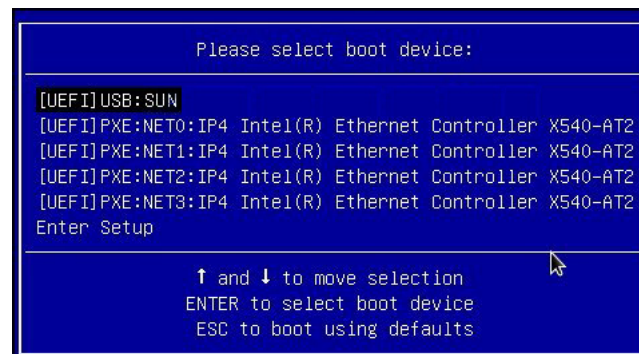 Please select boot device:
[UEFI]USB:SUN
[UEFI]PXE:NET0:IP4 Intel(R) Ethernet Controller X540-AT2
[UEFI]PXE:NET1:IP4 Intel(R) Ethernet Controller X540-AT2
[UEFI]PXE:NET2:IP4 Intel(R) Ethernet Controller X540-AT2
[UEFI]PXE:NET3:IP4 Intel(R) Ethernet Controller X540-AT2
Enter Setup
↑ and ↓ to move selection
ENTER to select boot device
ESC to boot using defaults